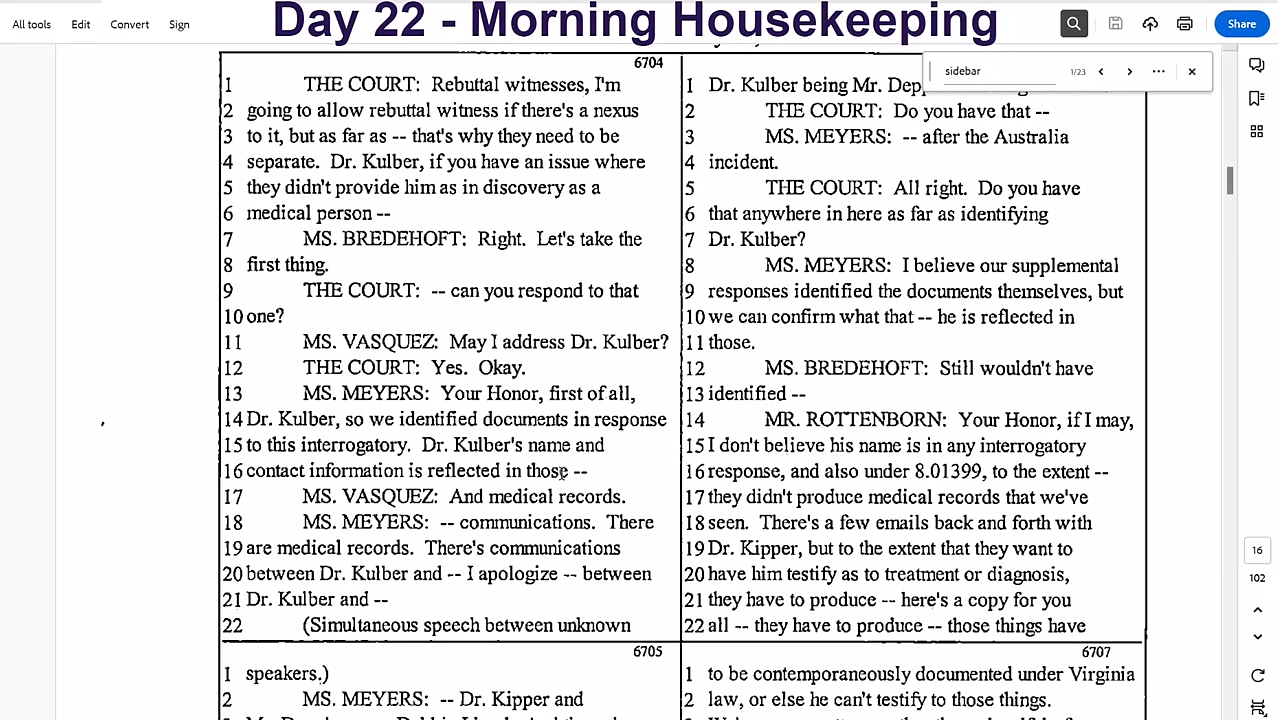 All tools
Edit
Convert
Sign
Day 22 - Morning Housekeeping
Share
sidebar
1/23
6704
1 THE COURT: Rebuttal witnesses, I'm
2 going to allow rebuttal witness if there's a nexus
3 to it, but as far as -- that's why they need to be
4 separate. Dr. Kulber, if you have an issue where
5 they didn't provide him as in discovery as a
6 medical person --
7 MS. BREDEHOFT: Right. Let's take the
8 first thing.
9 THE COURT: -- can you respond to that
10 one?
11 MS. VASQUEZ: May I address Dr. Kulber?
12 THE COURT: Yes. Okay.
13 MS. MEYERS: Your Honor, first of all,
14 Dr. Kulber, so we identified documents in response
15 to this interrogatory. Dr. Kulber's name and
16 contact information is reflected in those --
17 MS. VASQUEZ: And medical records.
18 MS. MEYERS: -- communications. There
19 are medical records. There's communications
20 between Dr. Kulber and -- I apologize -- between
21 Dr. Kulber and --
22 (Simultaneous speech between unknown
6705
1 speakers.)
2 MS. MEYERS: -- Dr. Kipper and
1 Dr. Kulber being Mr. Depp
2 THE COURT: Do you have that --
3 MS. MEYERS: -- after the Australia
4 incident.
5 THE COURT: All right. Do you have
6 that anywhere in here as far as identifying
7 Dr. Kulber?
8 MS. MEYERS: I believe our supplemental
9 responses identified the documents themselves, but
10 we can confirm what that -- he is reflected in
11 those.
12 MS. BREDEHOFT: Still wouldn't have
13 identified --
14 MR. ROTTENBORN: Your Honor, if I may,
15 I don't believe his name is in any interrogatory
16 response, and also under 8.01399, to the extent --
17 they didn't produce medical records that we've
18 seen. There's a few emails back and forth with
19 Dr. Kipper, but to the extent that they want to
20 have him testify as to treatment or diagnosis,
21 they have to produce -- here's a copy for you
22 all -- they have to produce -- those things have
6707
1 to be contemporaneously documented under Virginia
2 law, or else he can't testify to those things.
16
102